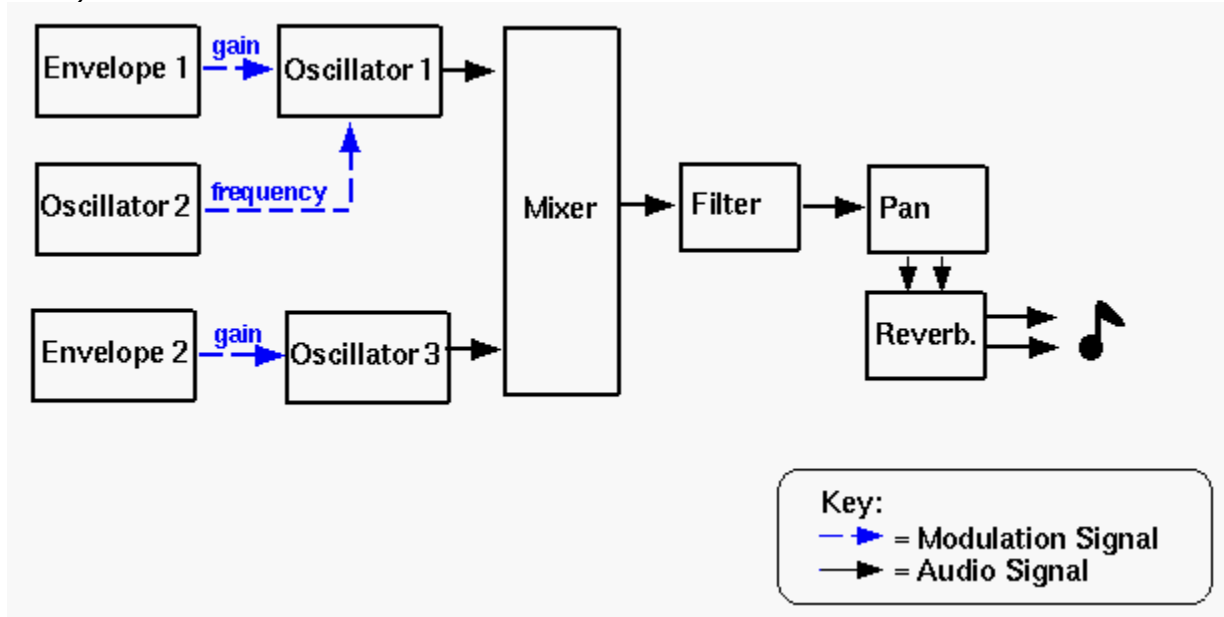 gain
Envelope 1
Oscillator 1
frequency
Oscillator 2
Mixer
Filter
Pan
gain
Envelope 2
Oscillator 3
Reverb.
Key:
= Modulation Signal
= Audio Signal